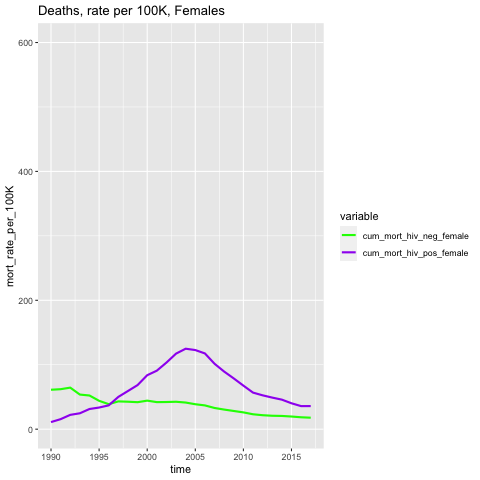 Deaths, rate per 100K, Females
600
400
200
0
mort_rate_per_100K
1990
1995
2000
2005
2010
2015
time
variable
cum_mort_hiv_neg_female
cum_mort_hiv_pos_female